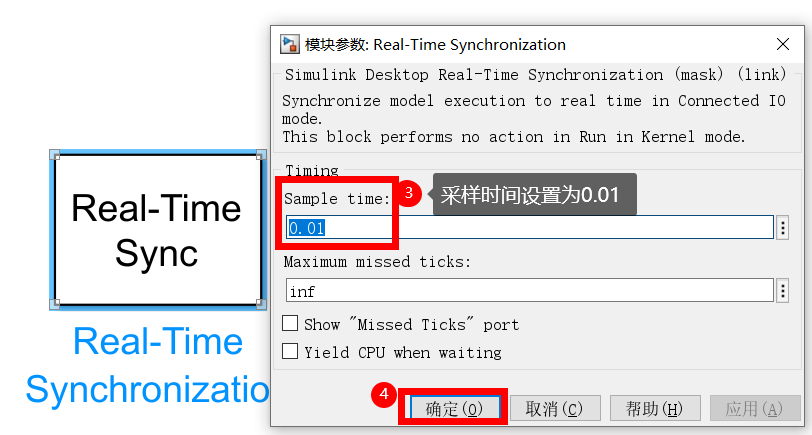 模块参数: Real-Time Synchronization
Simulink Desktop Real-Time Synchronization (mask) (link)
Synchronize model execution to real time in Connected IO
mode.
This block performs no action in Run in Kernel mode.
Timing
Sample time:
3
采样时间设置为0.01
0.01
Maximum missed ticks:
inf
Show "Missed Ticks" port
Yield CPU when waiting
4
确定(O)
取消(C)
帮助(H)
应用(A)
Real-Time
Sync
Real-Time
Synchronizatio